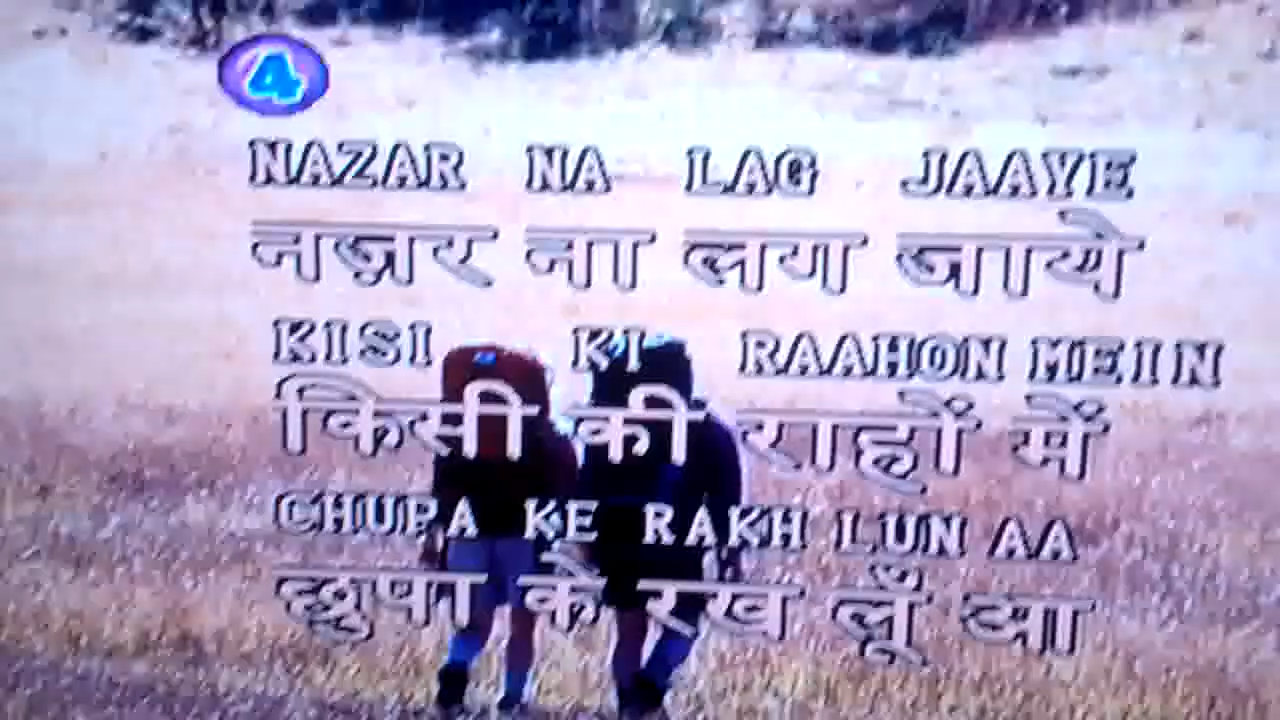 4
NAZAR NA LAG JAAYE
नज़र ना लग जाये
KISI KI RAAHON MEIN
किसी की राहों में
CHUPA KE RAKH LUN AA
छुपा के रख लूँ आ